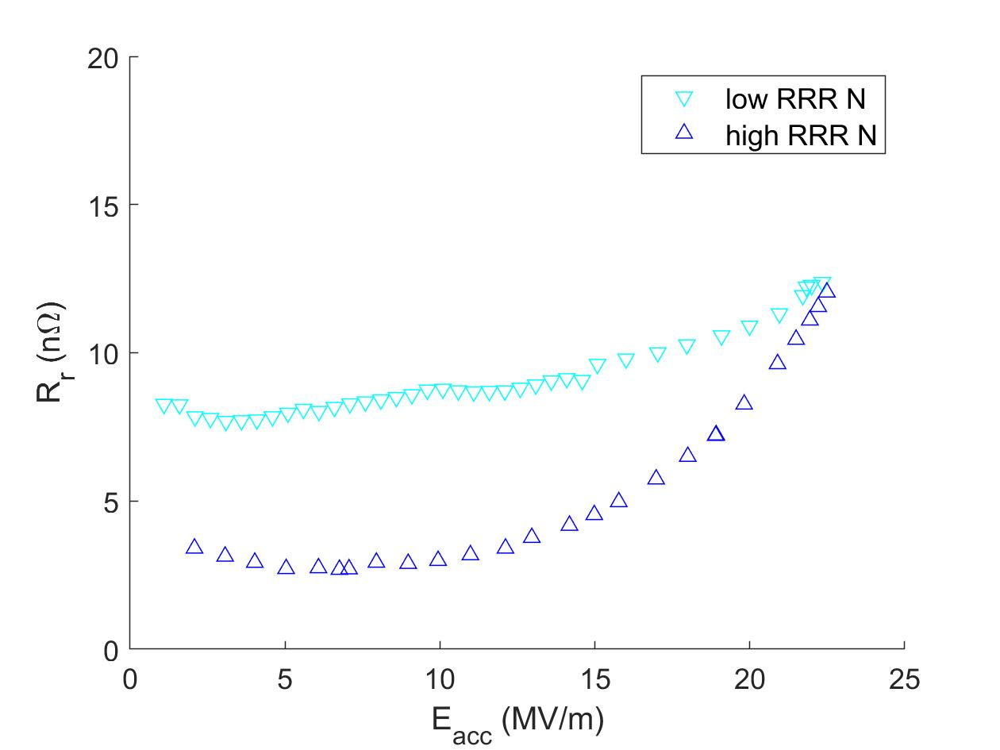 20
15
10
5
0
0 5 10 15 20 25
R_r (nΩ)
E_acc (MV/m)
low RRR N
high RRR N